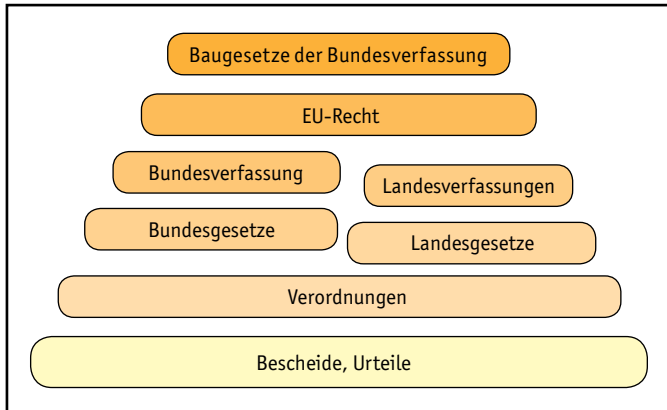 Baugesetze der Bundesverfassung
EU-Recht
Bundesverfassung
Landesverfassungen
Bundesgesetze
Landesgesetze
Verordnungen
Bescheide, Urteile